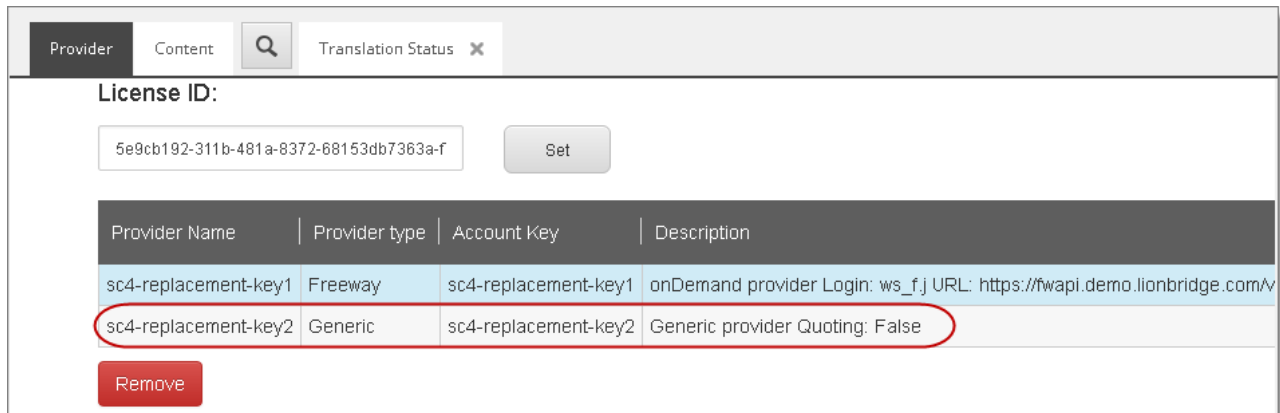 Provider Content Translation Status
License ID:
5e9cb192-311b-481a-8372-68153db7363a-f Set
Provider Name Provider type Account Key Description
sc4-replacement-key1 Freeway sc4-replacement-key1 onDemand provider Login: ws_f.j URL: https://fwapi.demo.lionbridge.com/v
sc4-replacement-key2 Generic sc4-replacement-key2 Generic provider Quoting: False
Remove